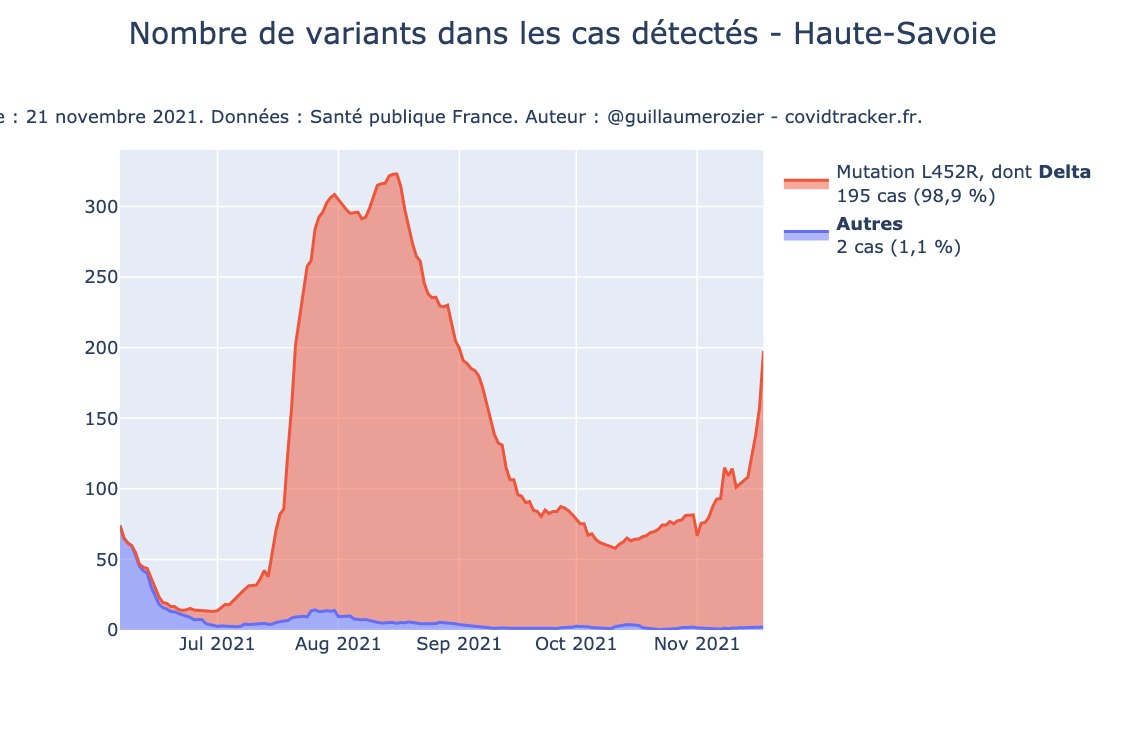 Nombre de variants dans les cas détectés - Haute-Savoie
: 21 novembre 2021. Données : Santé publique France. Auteur : @guillaumerozier - covidtracker.fr.
Mutation L452R, dont Delta
195 cas (98,9 %)
Autres
2 cas (1,1 %)
300
250
200
150
100
50
0
Jul 2021
Aug 2021
Sep 2021
Oct 2021
Nov 2021